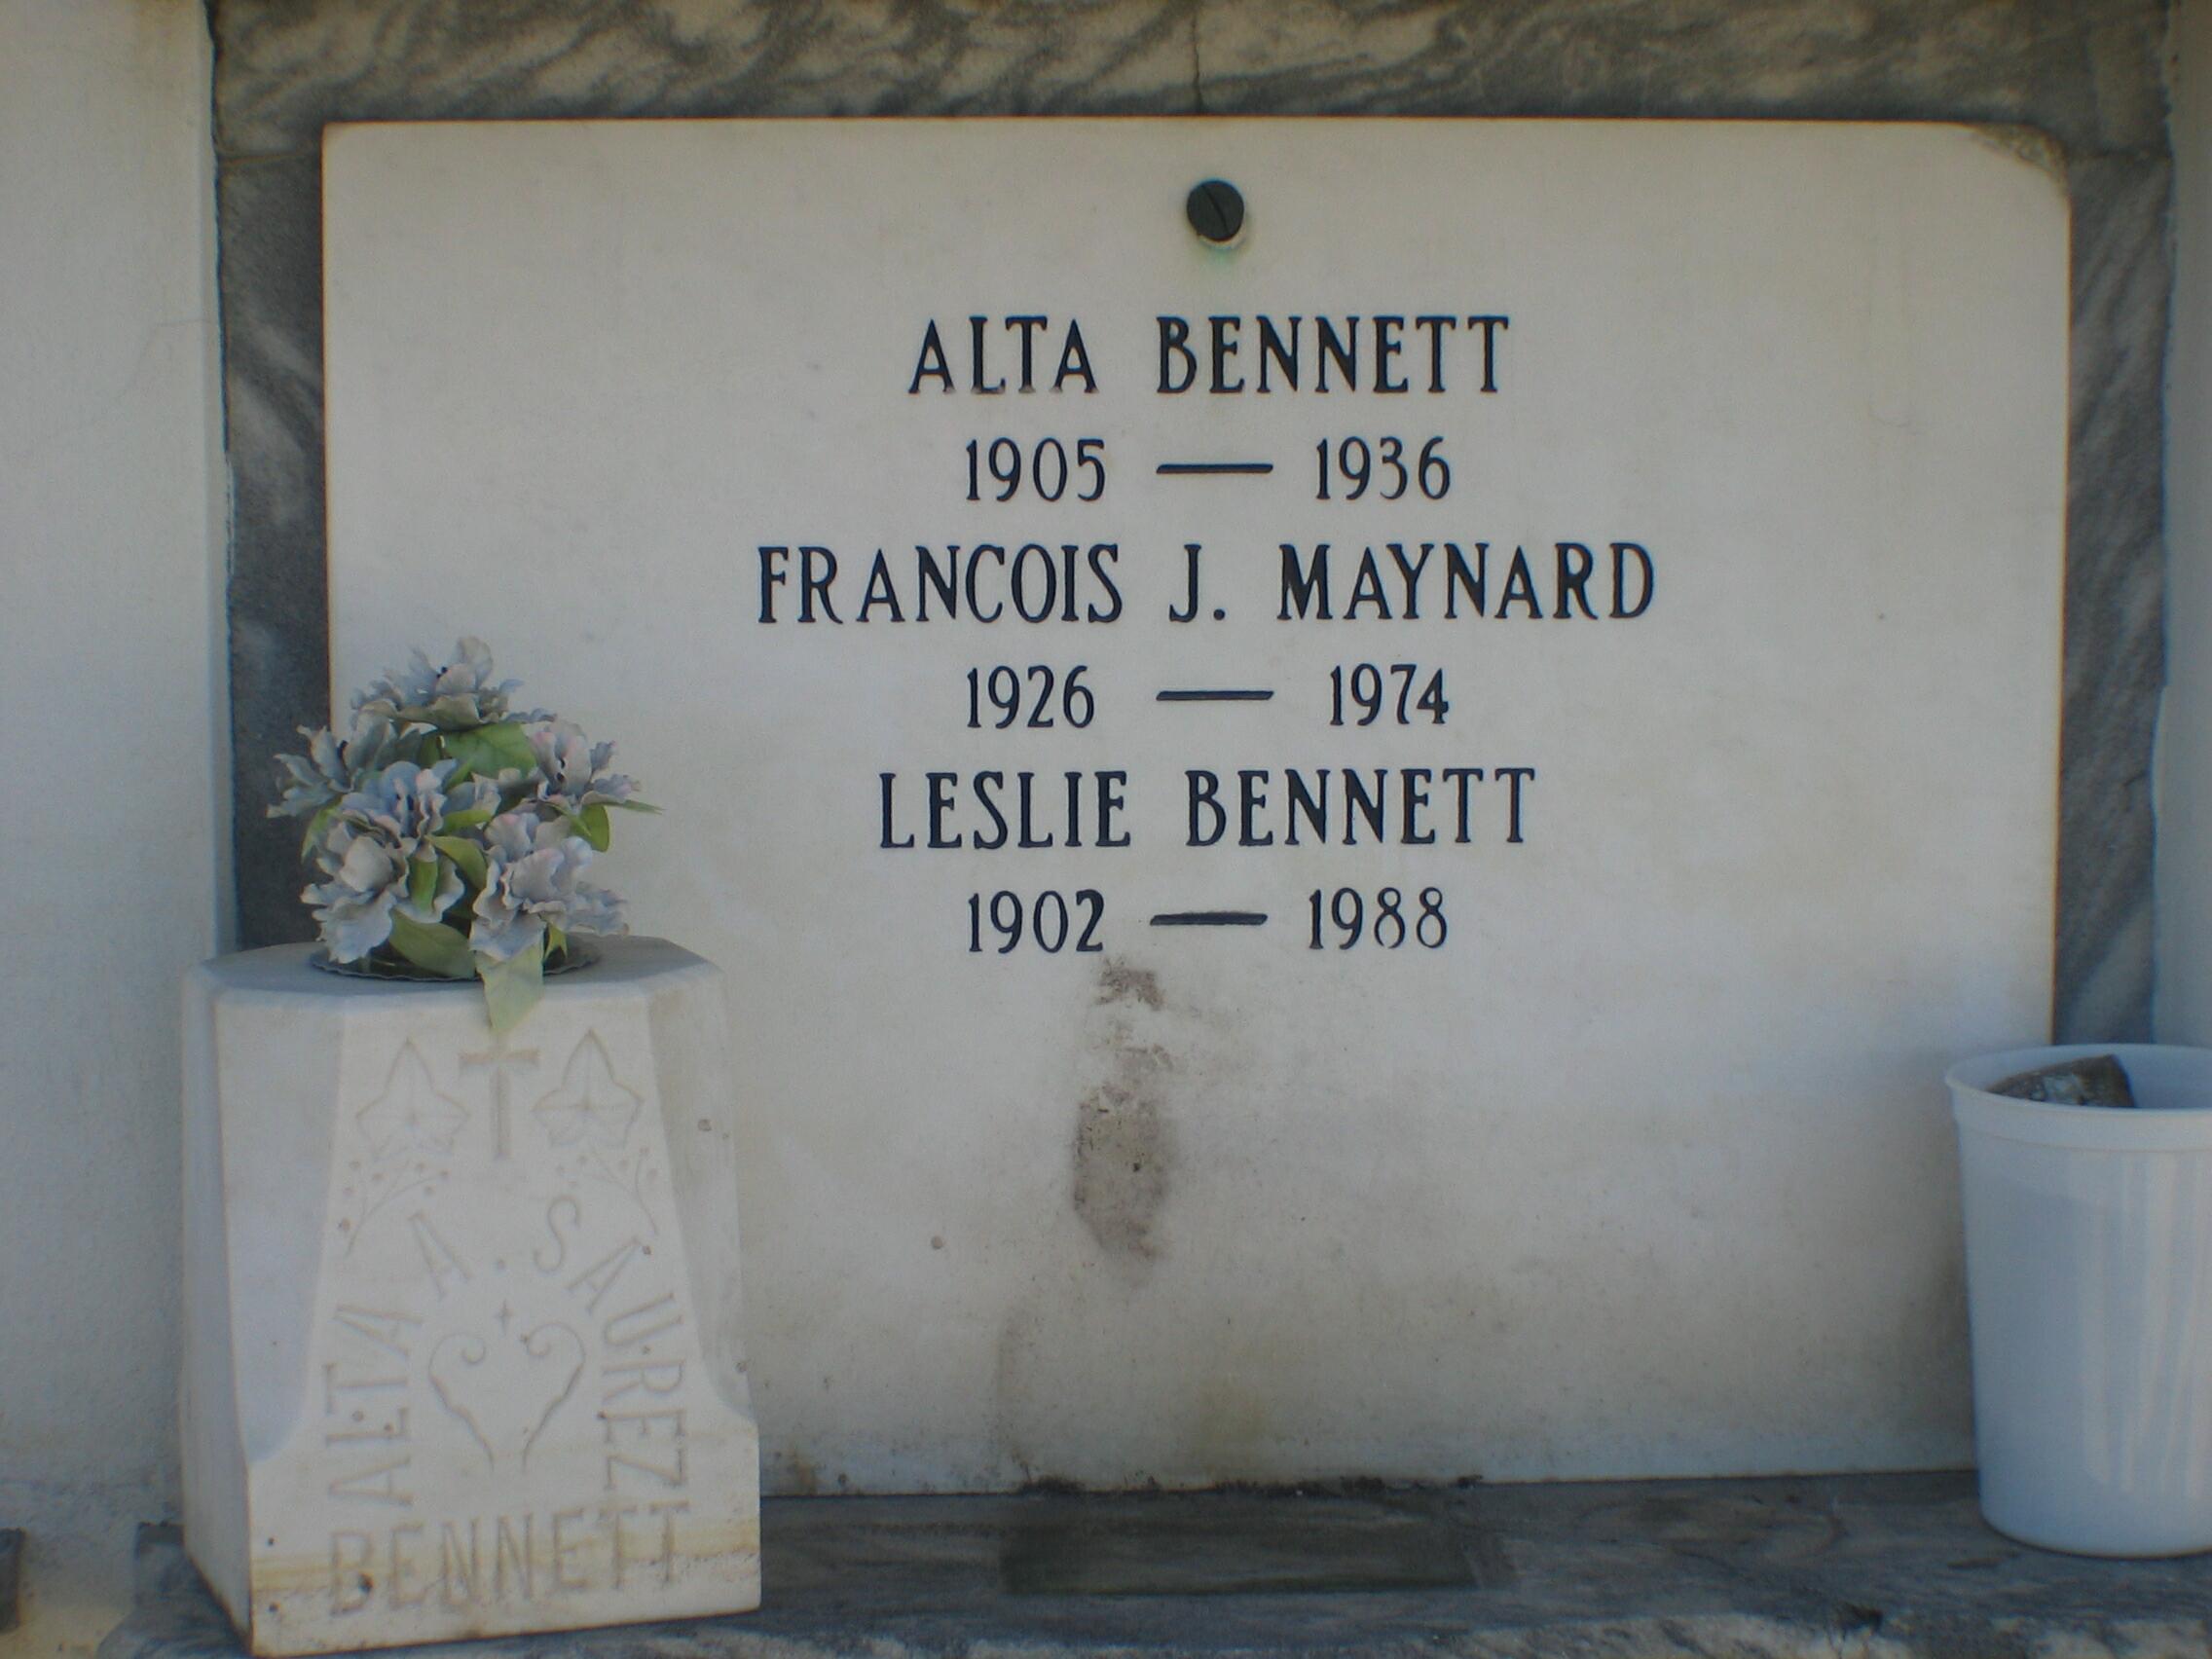 ALTA BENNETT
1905 — 1936
FRANCOIS J. MAYNARD
1926 — 1974
LESLIE BENNETT
1902 — 1988
ALTA A. SAUREZ
BENNETT